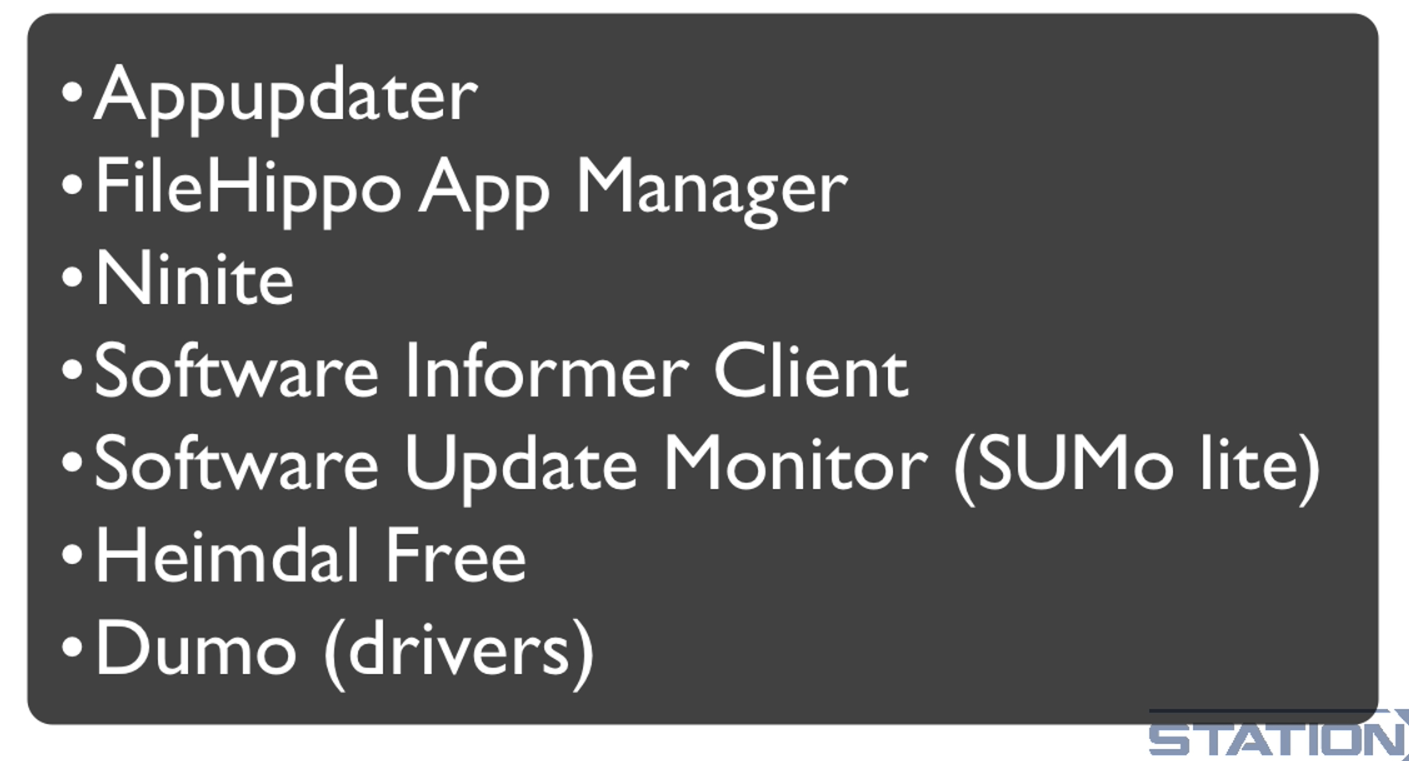 •Appupdater
•FileHippo App Manager
•Ninite
•Software Informer Client
•Software Update Monitor (SUMo lite)
•Heimdal Free
•Dumo (drivers)
STATION